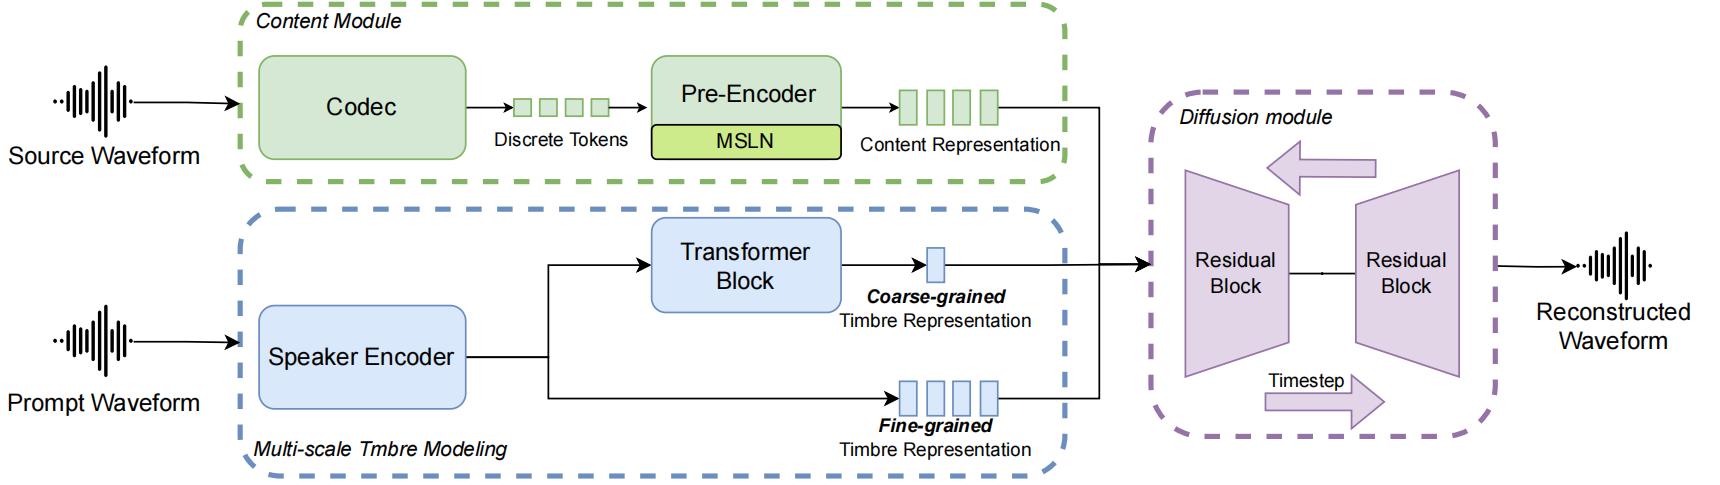 Content Module
Codec
Discrete Tokens
Pre-Encoder
MSLN
Content Representation
Source Waveform
Transformer
Block
Coarse-grained
Timbre Representation
Speaker Encoder
Fine-grained
Timbre Representation
Multi-scale Tmbre Modeling
Prompt Waveform
Diffusion module
Residual
Block
Residual
Block
Timestep
Reconstructed
Waveform